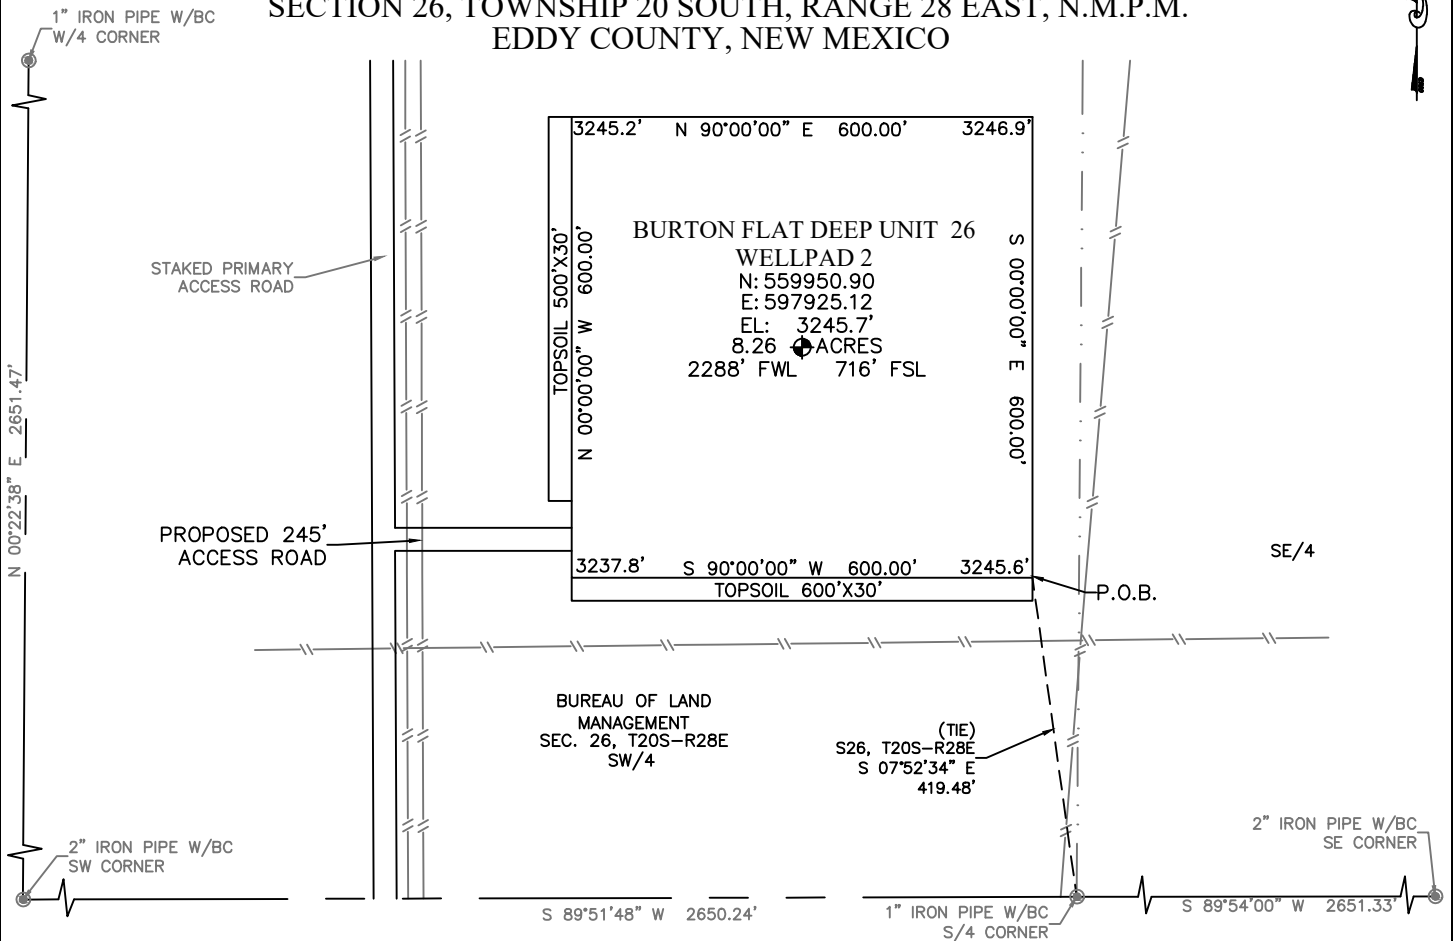 SECTION 26, TOWNSHIP 20 SOUTH, RANGE 28 EAST, N.M.P.M.
EDDY COUNTY, NEW MEXICO
1" IRON PIPE W/BC
W/4 CORNER
3245.2' N 90°00'00" E 600.00' 3246.9'
STAKED PRIMARY
ACCESS ROAD
TOPSOIL 500'X30'
N 00°00'00" W 600.00'
BURTON FLAT DEEP UNIT 26
WELLPAD 2
N: 559950.90
E: 597925.12
EL: 3245.7'
8.26 ACRES
2288' FWL 716' FSL
S 00°00'00" E 600.00'
N 00°22'38" E 2651.47'
PROPOSED 245'
ACCESS ROAD
3237.8' S 90°00'00" W 600.00' 3245.6'
TOPSOIL 600'X30'
P.O.B.
SE/4
BUREAU OF LAND
MANAGEMENT
SEC. 26, T20S-R28E
SW/4
(TIE)
S26, T20S-R28E
S 07°52'34" E
419.48'
2" IRON PIPE W/BC
SW CORNER
2" IRON PIPE W/BC
SE CORNER
S 89°51'48" W 2650.24'
1" IRON PIPE W/BC
S/4 CORNER
S 89°54'00" W 2651.33'